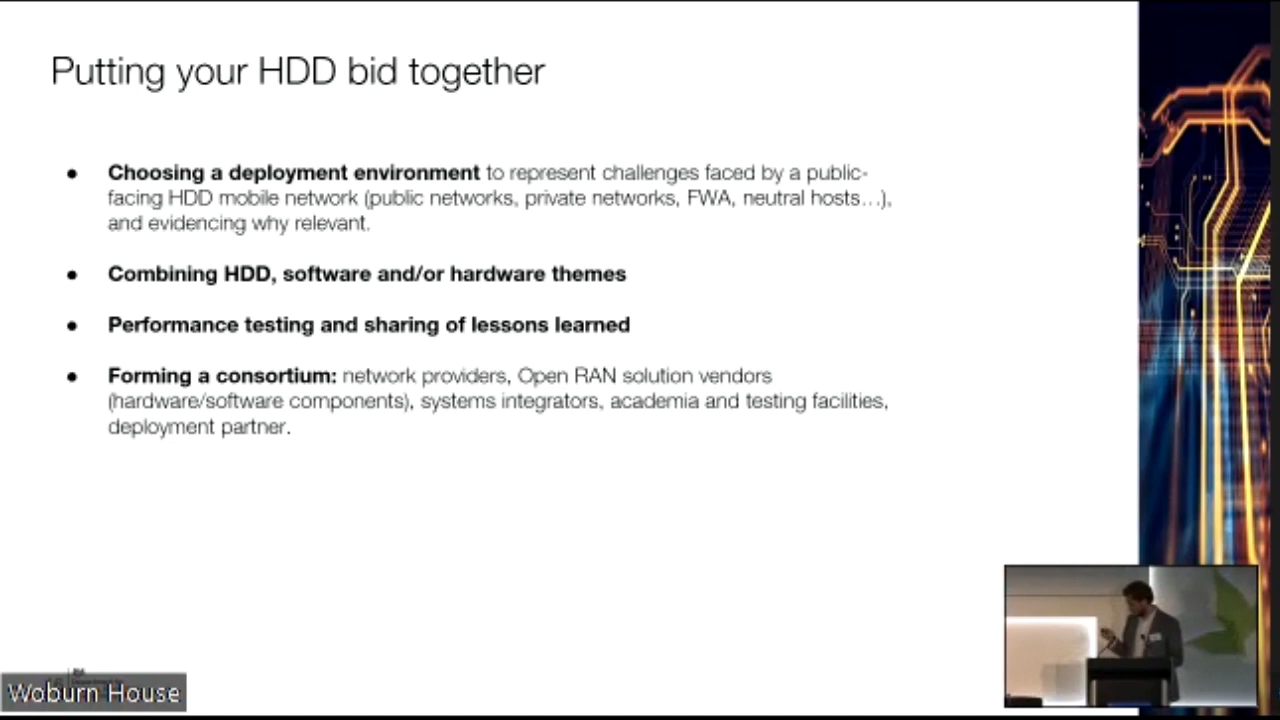 Putting your HDD bid together
● Choosing a deployment environment to represent challenges faced by a public-
facing HDD mobile network (public networks, private networks, FWA, neutral hosts…),
and evidencing why relevant.
● Combining HDD, software and/or hardware themes
● Performance testing and sharing of lessons learned
● Forming a consortium: network providers, Open RAN solution vendors
(hardware/software components), systems integrators, academia and testing facilities,
deployment partner.
Woburn House